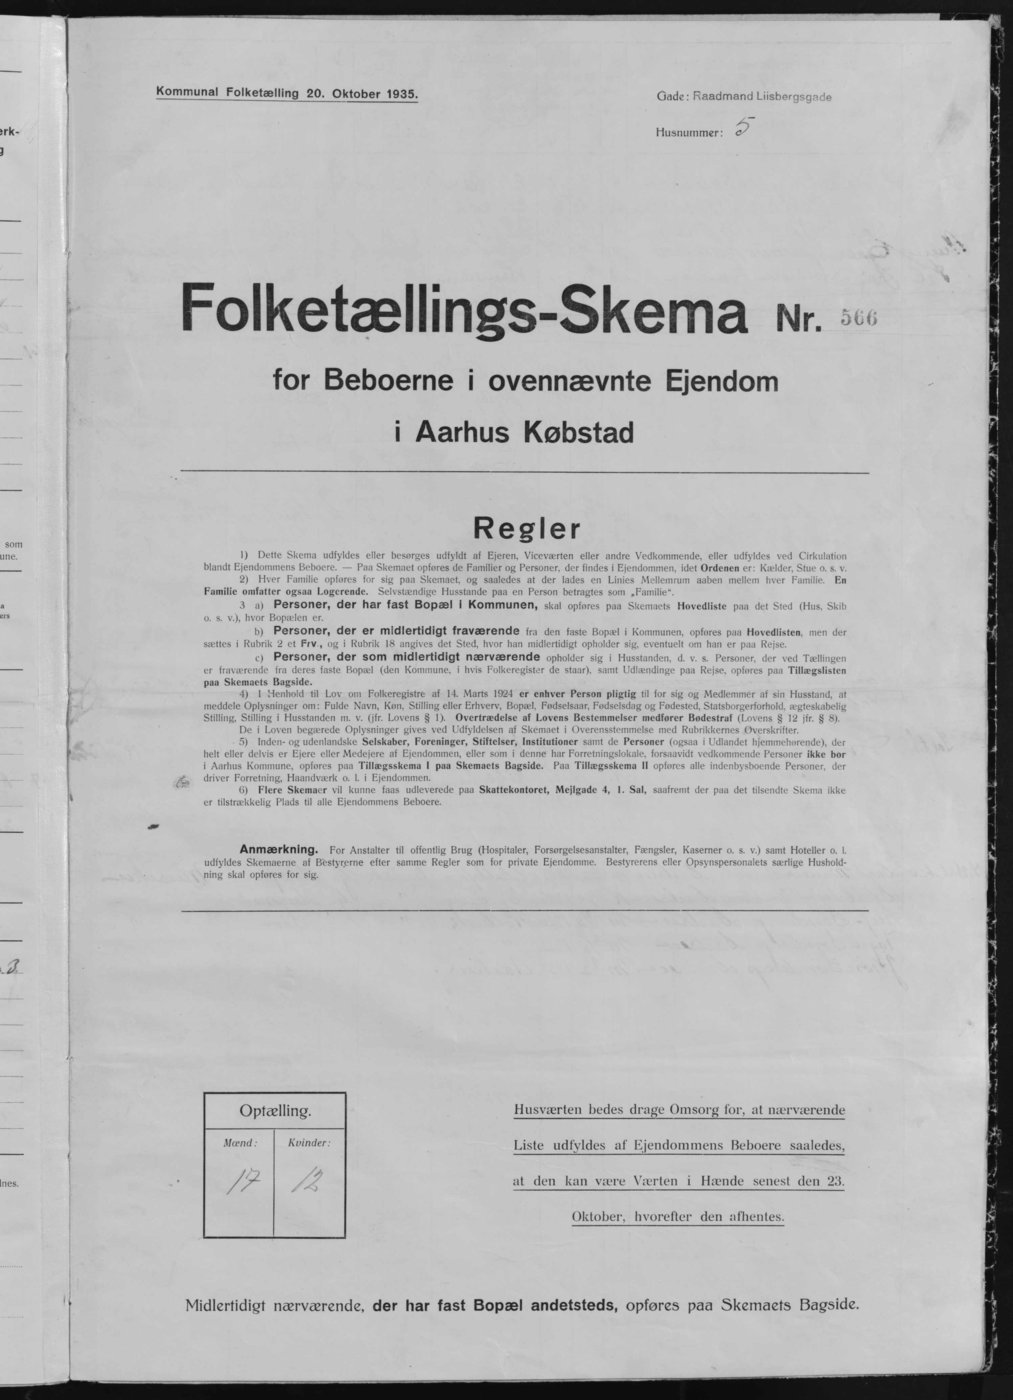 Kommunal Folketælling 20. Oktober 1935.
Gade: Raadmand Liisbergsgade
Husnummer: 5
Folketællings-Skema Nr. 566
for Beboerne i ovennævnte Ejendom
i Aarhus Købstad
Regler
1) Dette Skema udfyldes eller besørges udfyldt af Ejeren, Viceværten eller andre Vedkommende, eller udfyldes ved Cirkulation
blandt Ejendommens Beboere. — Paa Skemaet opføres de Familier og Personer, der findes i Ejendommen, idet Ordenen er: Kælder, Stue o. s. v.
2) Hver Familie opføres for sig paa Skemaet, og saaledes at der lades en Linies Mellemrum aaben mellem hver Familie. En
Familie omfatter ogsaa Logerende. Selvstændige Husstande paa en Person betragtes som „Familie“.
3 a) Personer, der har fast Bopæl i Kommunen, skal opføres paa Skemaets Hovedliste paa det Sted (Hus, Skib
o. s. v.), hvor Bopælen er.
b) Personer, der er midlertidigt fraværende fra den faste Bopæl i Kommunen, opføres paa Hovedlisten, men der
sættes i Rubrik 2 et Frv., og i Rubrik 18 angives det Sted, hvor han midlertidigt opholder sig, eventuelt om han er paa Rejse.
c) Personer, der som midlertidigt nærværende opholder sig i Husstanden, d. v. s. Personer, der ved Tællingen
er fraværende fra deres faste Bopæl (den Kommune, i hvis Folkeregister de staar), samt Udlændinge paa Rejse, opføres paa Tillægslisten
paa Skemaets Bagside.
4) I Henhold til Lov om Folkeregistre af 14. Marts 1924 er enhver Person pligtig til for sig og Medlemmer af sin Husstand, at
meddele Oplysninger om: Fulde Navn, Køn, Stilling eller Erhverv, Bopæl, Fødselsaar, Fødselsdag og Fødested, Statsborgerforhold, ægteskabelig
Stilling, Stilling i Husstanden m. v. (jfr. Lovens § 1). Overtrædelse af Lovens Bestemmelser medfører Bødestraf (Lovens § 12 jfr. § 8).
De i Loven begærede Oplysninger gives ved Udfyldelsen af Skemaet i Overensstemmelse med Rubrikkernes Overskrifter.
5) Inden- og udenlandske Selskaber, Foreninger, Stiftelser, Institutioner samt de Personer (ogsaa i Udlandet hjemmehørende), der
helt eller delvis er Ejere eller Medejere af Ejendommen, eller som i denne har Forretningslokale, forsaavidt vedkommende Personer ikke bor
i Aarhus Kommune, opføres paa Tillægsskema I paa Skemaets Bagside. Paa Tillægsskema II opføres alle indenbysboende Personer, der
driver Forretning, Haandværk o. l. i Ejendommen.
6) Flere Skemaer vil kunne faas udleverede paa Skattekontoret, Mejlgade 4, 1. Sal, saafremt der paa det tilsendte Skema ikke
er tilstrækkelig Plads til alle Ejendommens Beboere.
Anmærkning. For Anstalter til offentlig Brug (Hospitaler, Forsørgelsesanstalter, Fængsler, Kaserner o. s. v.) samt Hoteller o. l.
udfyldes Skemaerne af Bestyrerne efter samme Regler som for private Ejendomme. Bestyrerens eller Opsynspersonalets særlige Hushold-
ning skal opføres for sig.
Optælling.
Mænd: Kvinder:
17 12
Husværten bedes drage Omsorg for, at nærværende
Liste udfyldes af Ejendommens Beboere saaledes,
at den kan være Værten i Hænde senest den 23.
Oktober, hvorefter den afhentes.
Midlertidigt nærværende, der har fast Bopæl andetsteds, opføres paa Skemaets Bagside.